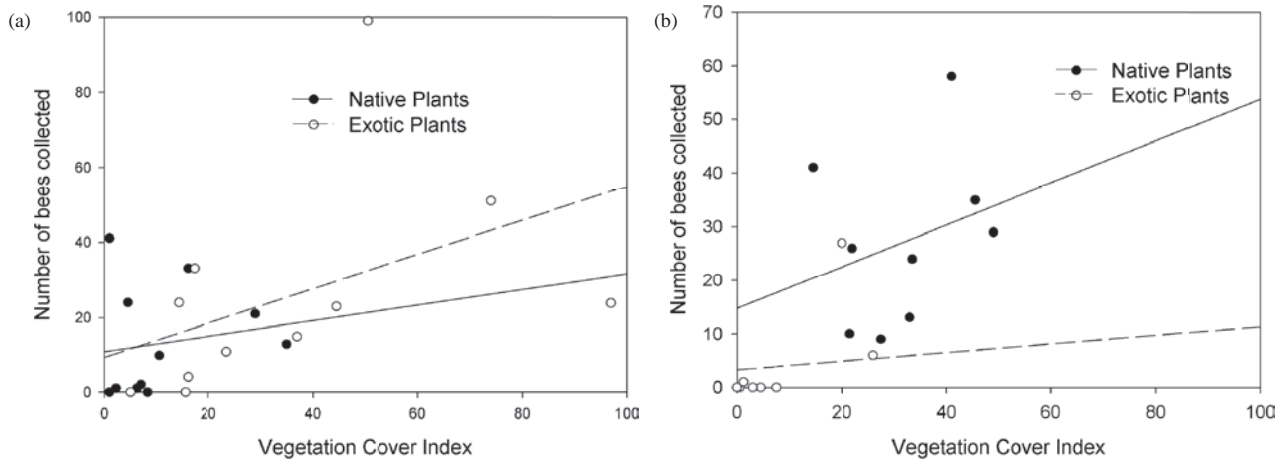 (a)
100
80
60
40
20
0
Number of bees collected
Native Plants
Exotic Plants
0 20 40 60 80 100
Vegetation Cover Index
(b)
70
60
50
40
30
20
10
0
Number of bees collected
Native Plants
Exotic Plants
0 20 40 60 80 100
Vegetation Cover Index